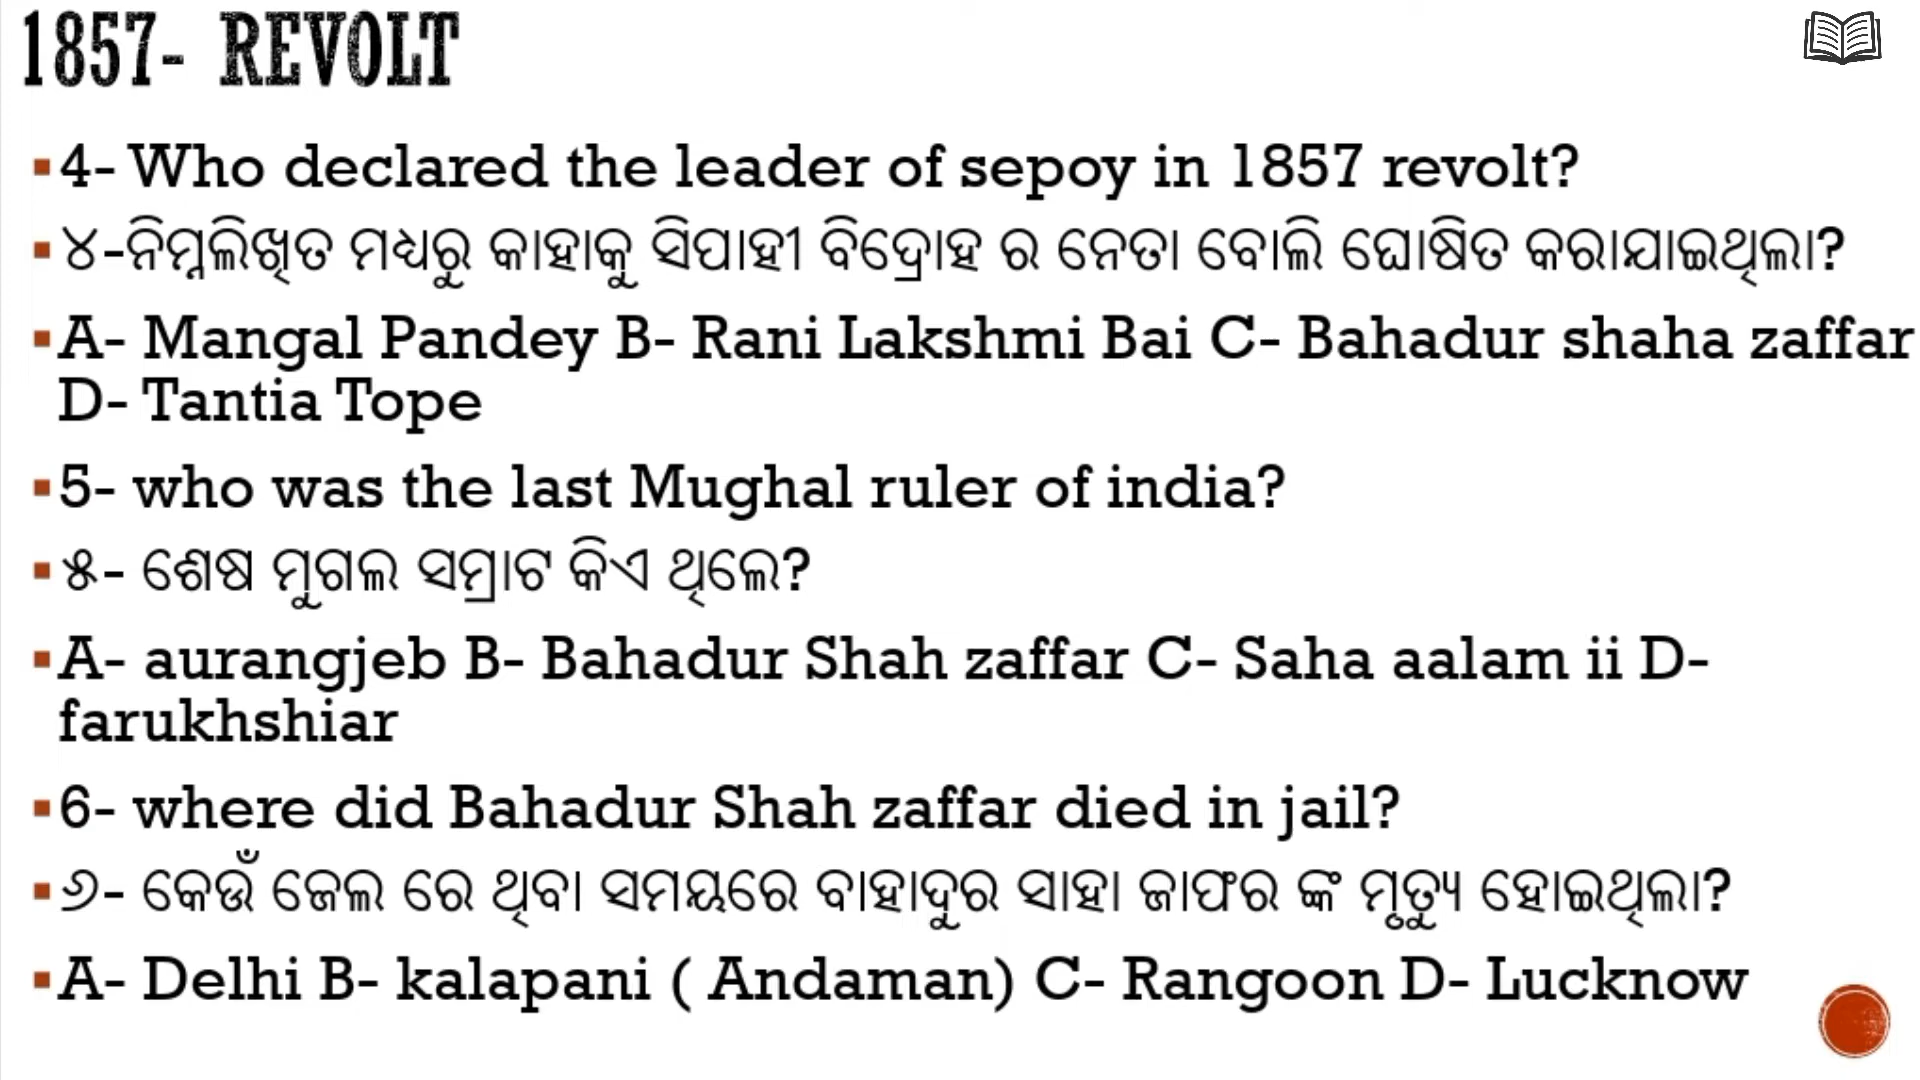 1857- REVOLT
4- Who declared the leader of sepoy in 1857 revolt?
୪-ନିମ୍ନଲିଖିତ ମଧ୍ୟରୁ କାହାକୁ ସିପାହୀ ବିଦ୍ରୋହ ର ନେତା ବୋଲି ଘୋଷିତ କରାଯାଇଥିଲା?
A- Mangal Pandey B- Rani Lakshmi Bai C- Bahadur shaha zaffar
D- Tantia Tope
5- who was the last Mughal ruler of india?
୫- ଶେଷ ମୁଗଲ ସମ୍ରାଟ କିଏ ଥିଲେ?
A- aurangjeb B- Bahadur Shah zaffar C- Saha aalam ii D-
farukhshiar
6- where did Bahadur Shah zaffar died in jail?
୬- କେଉଁ ଜେଲ ରେ ଥିବା ସମୟରେ ବାହାଦୁର ସାହା ଜାଫର ଙ୍କ ମୃତ୍ୟୁ ହୋଇଥିଲା?
A- Delhi B- kalapani ( Andaman) C- Rangoon D- Lucknow